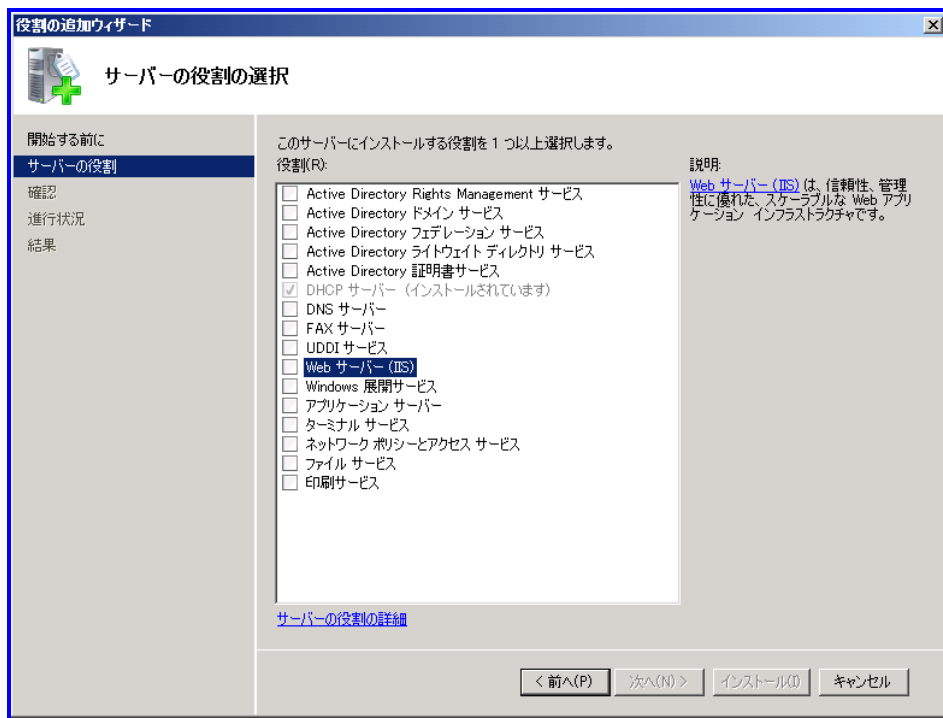 役割の追加ウィザード
サーバーの役割の選択
開始する前に
サーバーの役割
確認
進行状況
結果
このサーバーにインストールする役割を 1 つ以上選択します。
役割(R):
Active Directory Rights Management サービス
Active Directory ドメイン サービス
Active Directory フェデレーション サービス
Active Directory ライトウェイト ディレクトリ サービス
Active Directory 証明書サービス
DHCP サーバー (インストールされています)
DNS サーバー
FAX サーバー
UDDI サービス
Web サーバー (IIS)
Windows 展開サービス
アプリケーション サーバー
ターミナル サービス
ネットワーク ポリシーとアクセス サービス
ファイル サービス
印刷サービス
サーバーの役割の詳細
説明:
Web サーバー (IIS) は、信頼性、管理
性に優れた、スケーラブルな Web アプリ
ケーション インフラストラクチャです。
< 前へ(P)
次へ(N) >
インストール(I)
キャンセル